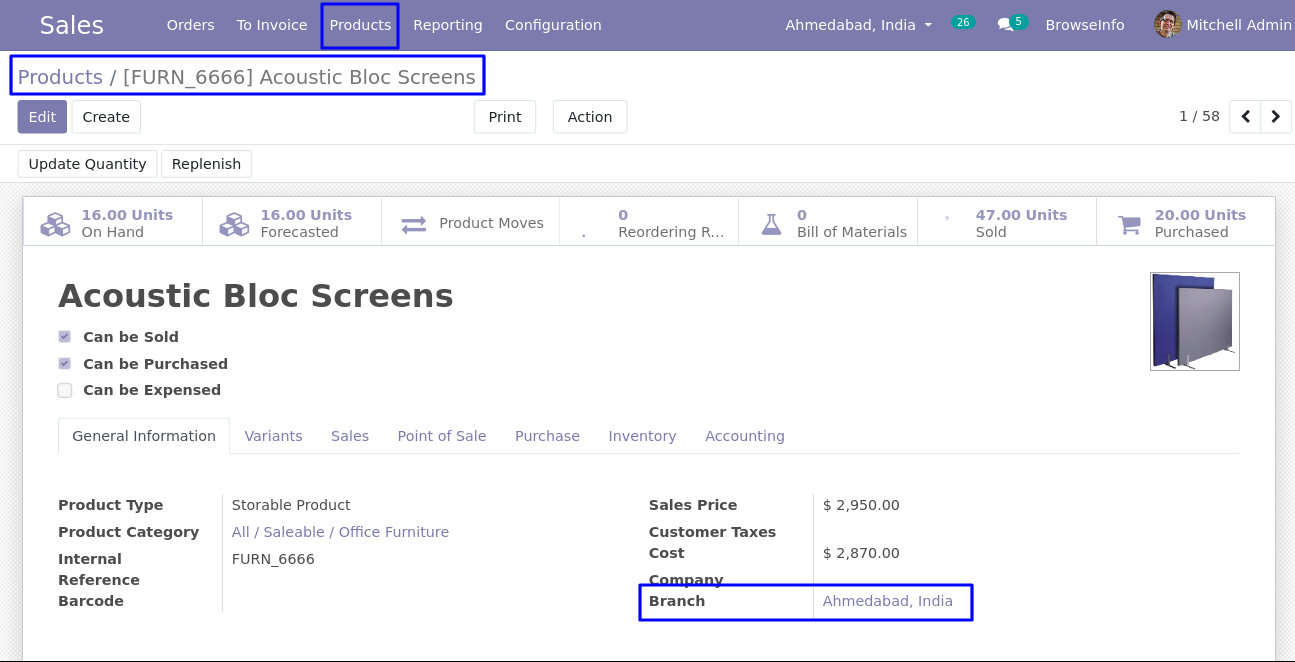 Sales Orders To Invoice Products Reporting Configuration Ahmedabad, India 26 5 BrowseInfo Mitchell Admin
Products / [FURN_6666] Acoustic Bloc Screens
Edit Create Print Action 1 / 58
Update Quantity Replenish
16.00 Units 16.00 Units Product Moves 0 0 47.00 Units 20.00 Units
On Hand Forecasted Reordering R... Bill of Materials Sold Purchased
Acoustic Bloc Screens
Can be Sold
Can be Purchased
Can be Expensed
General Information Variants Sales Point of Sale Purchase Inventory Accounting
Product Type Storable Product Sales Price $ 2,950.00
Product Category All / Saleable / Office Furniture Customer Taxes
Internal FURN_6666 Cost $ 2,870.00
Reference Company
Barcode Branch Ahmedabad, India